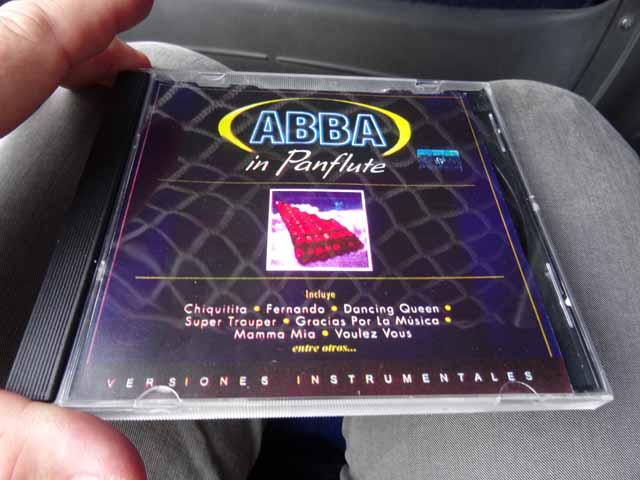 ABBA
in Panflute
Incluye
Chiquitita • Fernando • Dancing Queen •
Super Trauper • Gracias Por La Música •
Mamma Mia • Voulez Vous
entre otros...
VERSIONES INSTRUMENTALES